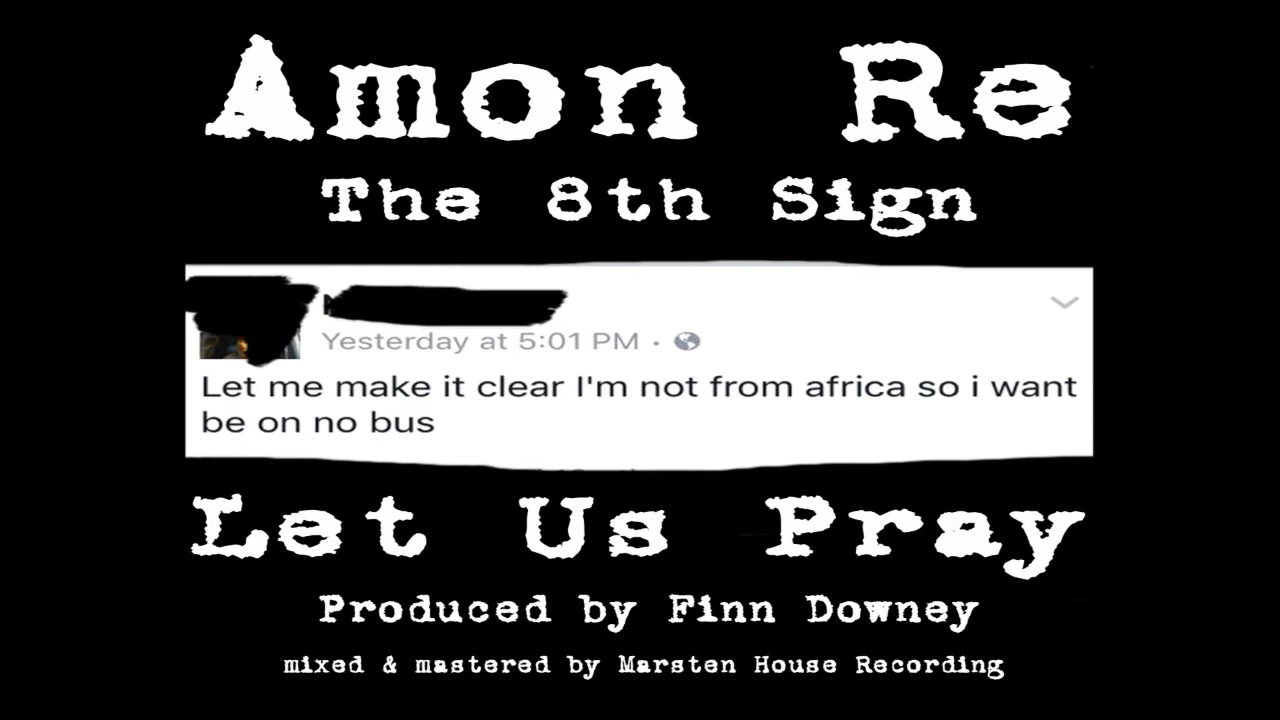 Amon Re
The 8th Sign
Yesterday at 5:01 PM ·
Let me make it clear I'm not from africa so i want
be on no bus
Let Us Pray
Produced by Finn Downey
mixed & mastered by Marsten House Recording